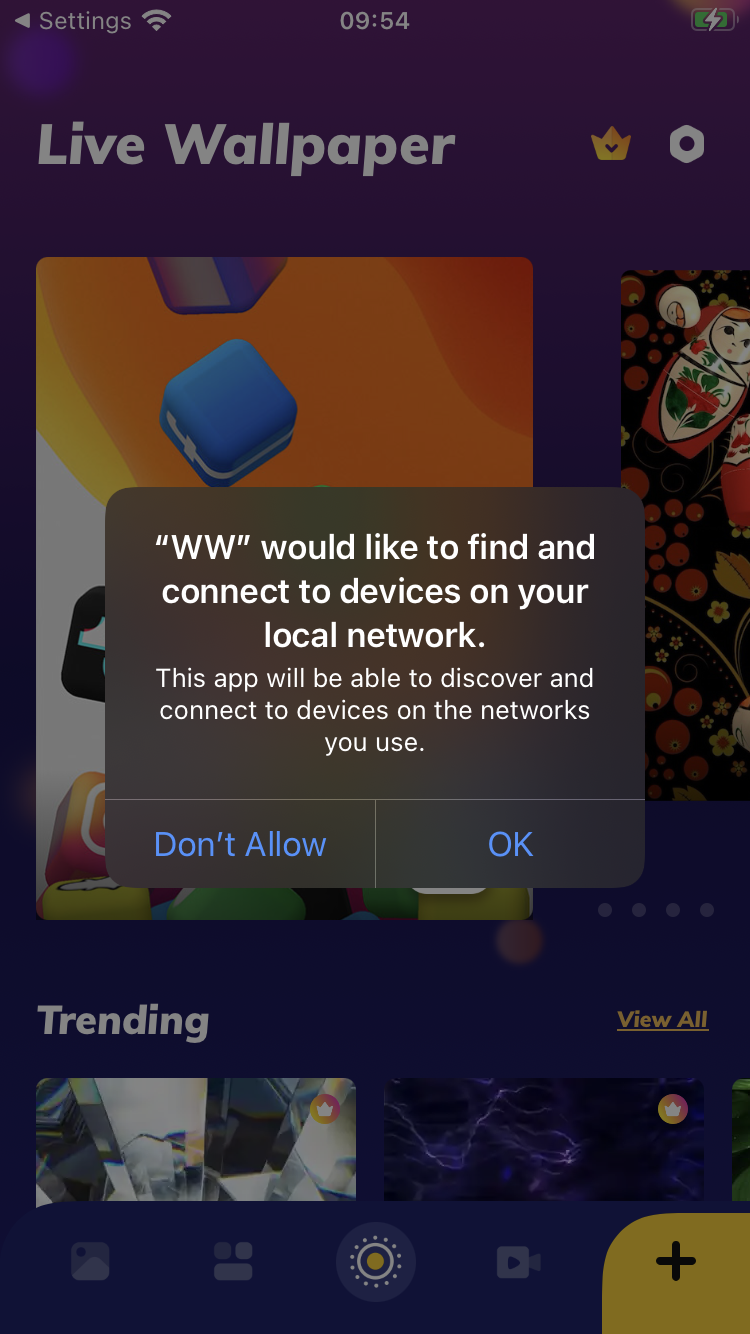 Settings
09:54
Live Wallpaper
“WW” would like to find and
connect to devices on your
local network.
This app will be able to discover and
connect to devices on the networks
you use.
Don’t Allow
OK
Trending
View All